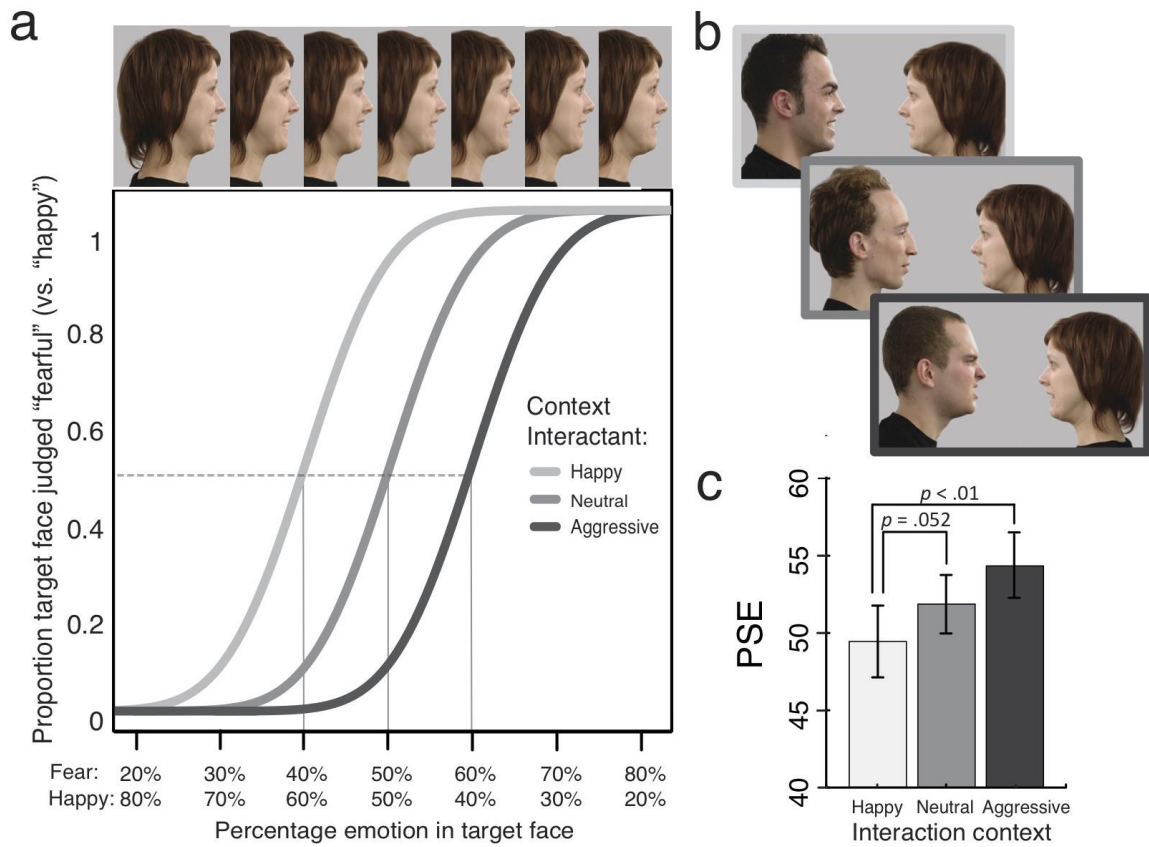 a
Proportion target face judged “fearful” (vs. “happy”)
1
0.8
0.6
0.4
0.2
0
Context
Interactant:
Happy
Neutral
Aggressive
Fear: 20% 30% 40% 50% 60% 70% 80%
Happy: 80% 70% 60% 50% 40% 30% 20%
Percentage emotion in target face
b
c
PSE
60
55
50
45
40
p < .01
p = .052
Happy Neutral Aggressive
Interaction context